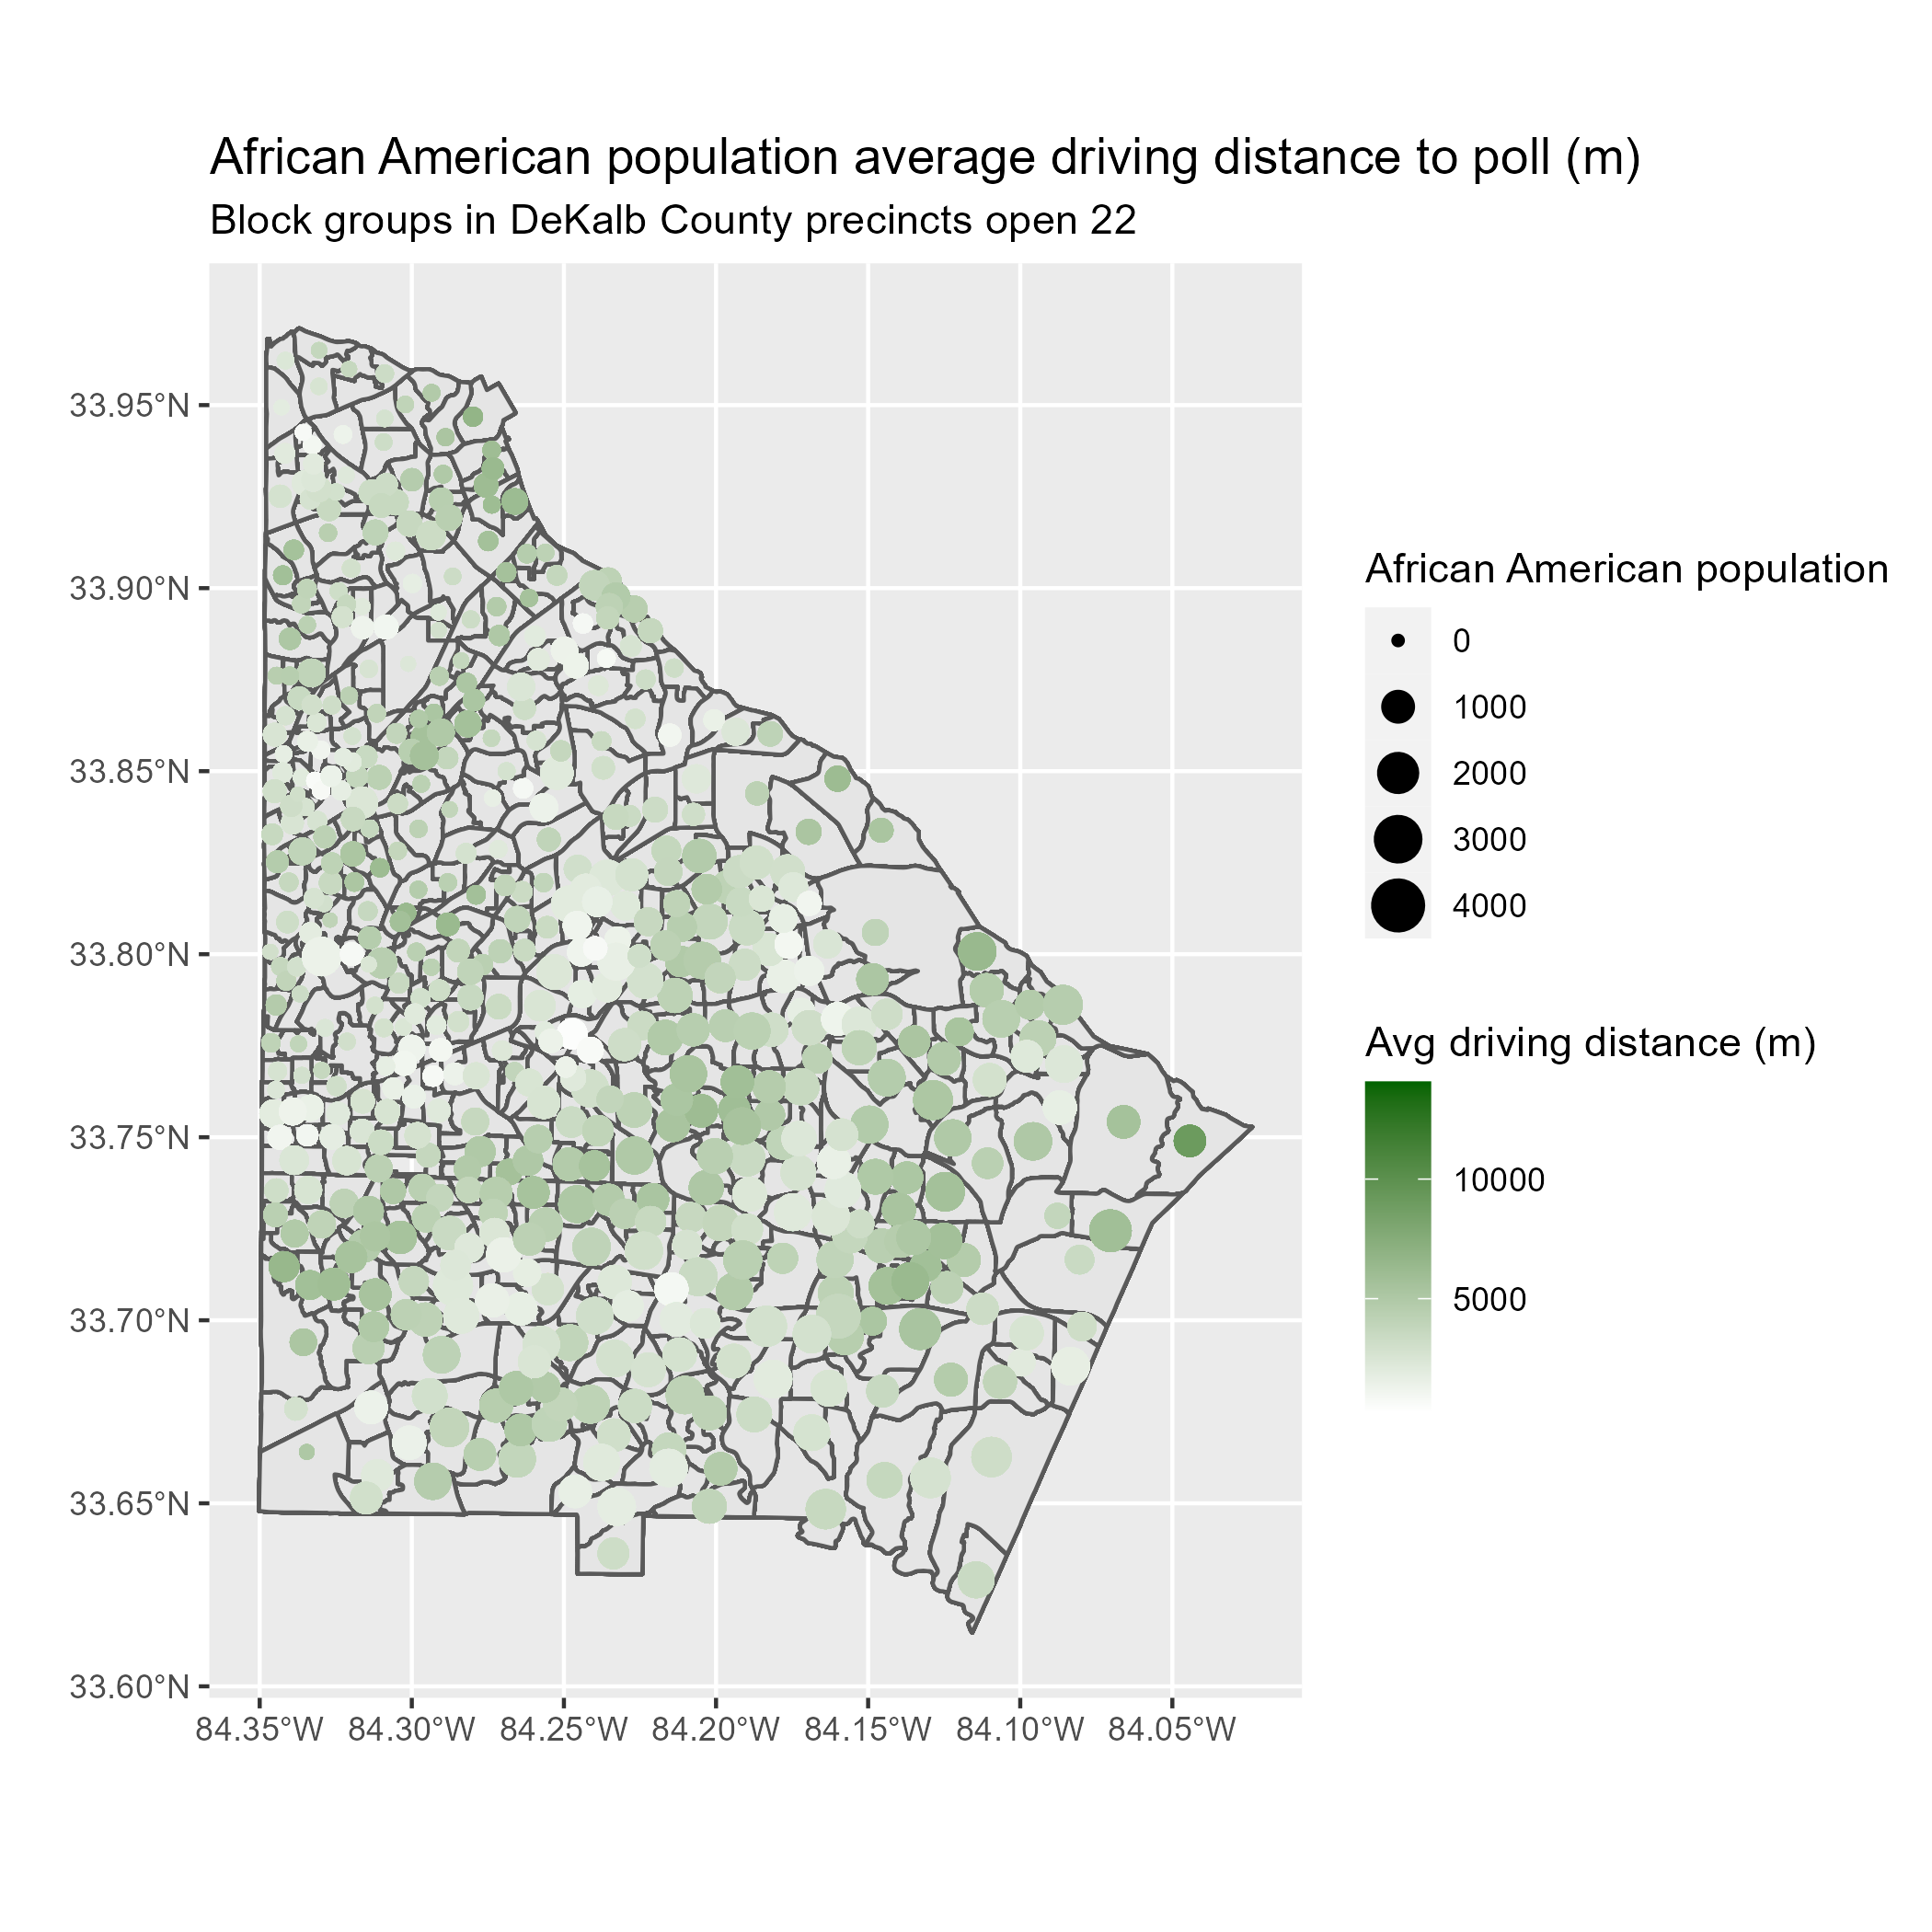 African American population average driving distance to poll (m)
Block groups in DeKalb County precincts open 22
33.95°N
33.90°N
33.85°N
33.80°N
33.75°N
33.70°N
33.65°N
33.60°N
84.35°W 84.30°W 84.25°W 84.20°W 84.15°W 84.10°W 84.05°W
African American population
0
1000
2000
3000
4000
Avg driving distance (m)
10000
5000